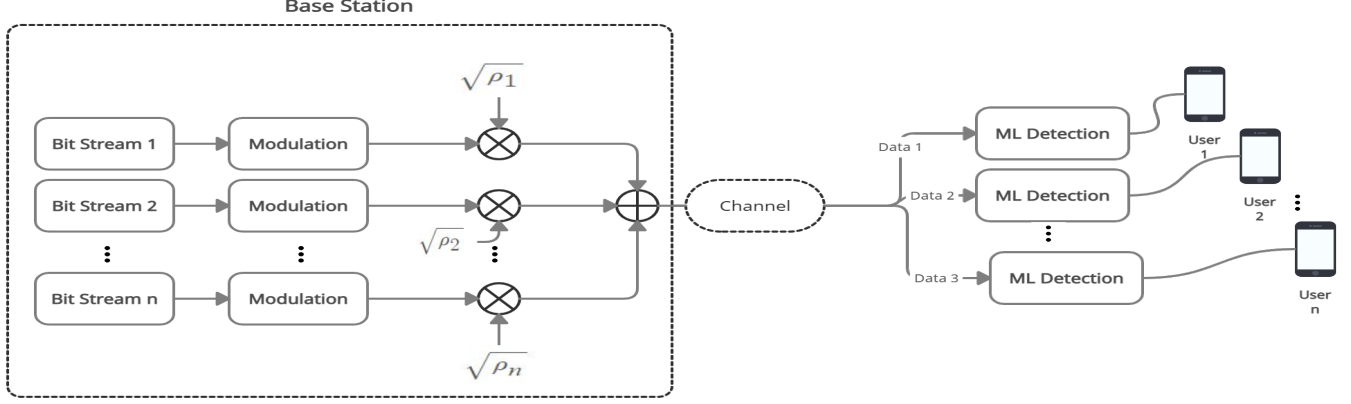 Base Station
√ρ1
Bit Stream 1
Modulation
Bit Stream 2
Modulation
√ρ2
Bit Stream n
Modulation
√ρn
Channel
Data 1
ML Detection
User
1
Data 2
ML Detection
User
2
Data 3
ML Detection
User
n